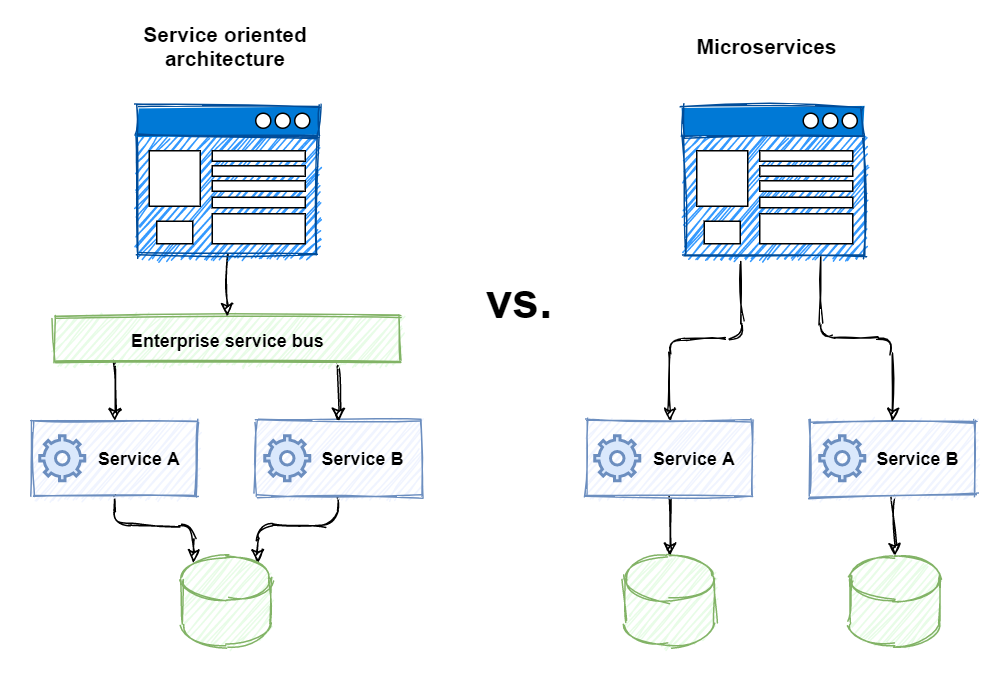 Service oriented
architecture
Microservices
vs.
Enterprise service bus
Service A
Service B
Service A
Service B